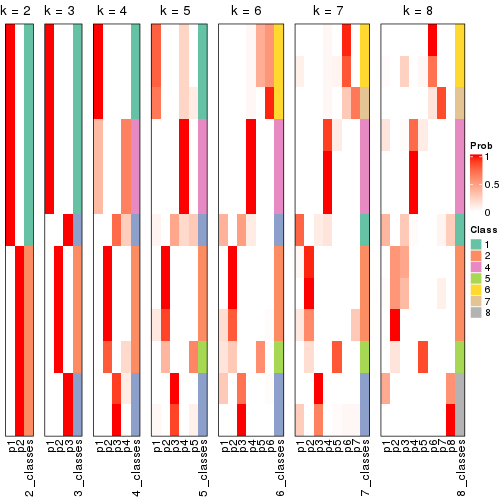 k = 2
k = 3
k = 4
k = 5
k = 6
k = 7
k = 8
Prob
1
0.5
0
Class
1
2
4
5
6
7
8
p1
p2
2_classes
p1
p2
p3
3_classes
p1
p2
p3
p4
4_classes
p1
p2
p3
p4
p5
5_classes
p1
p2
p3
p4
p5
p6
6_classes
p1
p2
p3
p4
p5
p6
p7
7_classes
p1
p2
p3
p4
p5
p6
p7
p8
8_classes